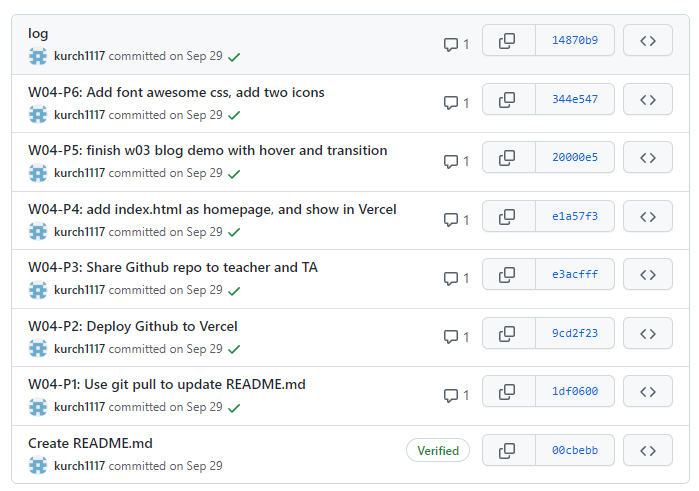 log
kurch1117 committed on Sep 29
1
14870b9
W04-P6: Add font awesome css, add two icons
kurch1117 committed on Sep 29
1
344e547
W04-P5: finish w03 blog demo with hover and transition
kurch1117 committed on Sep 29
1
20000e5
W04-P4: add index.html as homepage, and show in Vercel
kurch1117 committed on Sep 29
1
e1a57f3
W04-P3: Share Github repo to teacher and TA
kurch1117 committed on Sep 29
1
e3acfff
W04-P2: Deploy Github to Vercel
kurch1117 committed on Sep 29
1
9cd2f23
W04-P1: Use git pull to update README.md
kurch1117 committed on Sep 29
1
1df0600
Create README.md
kurch1117 committed on Sep 29
Verified
00cbebb